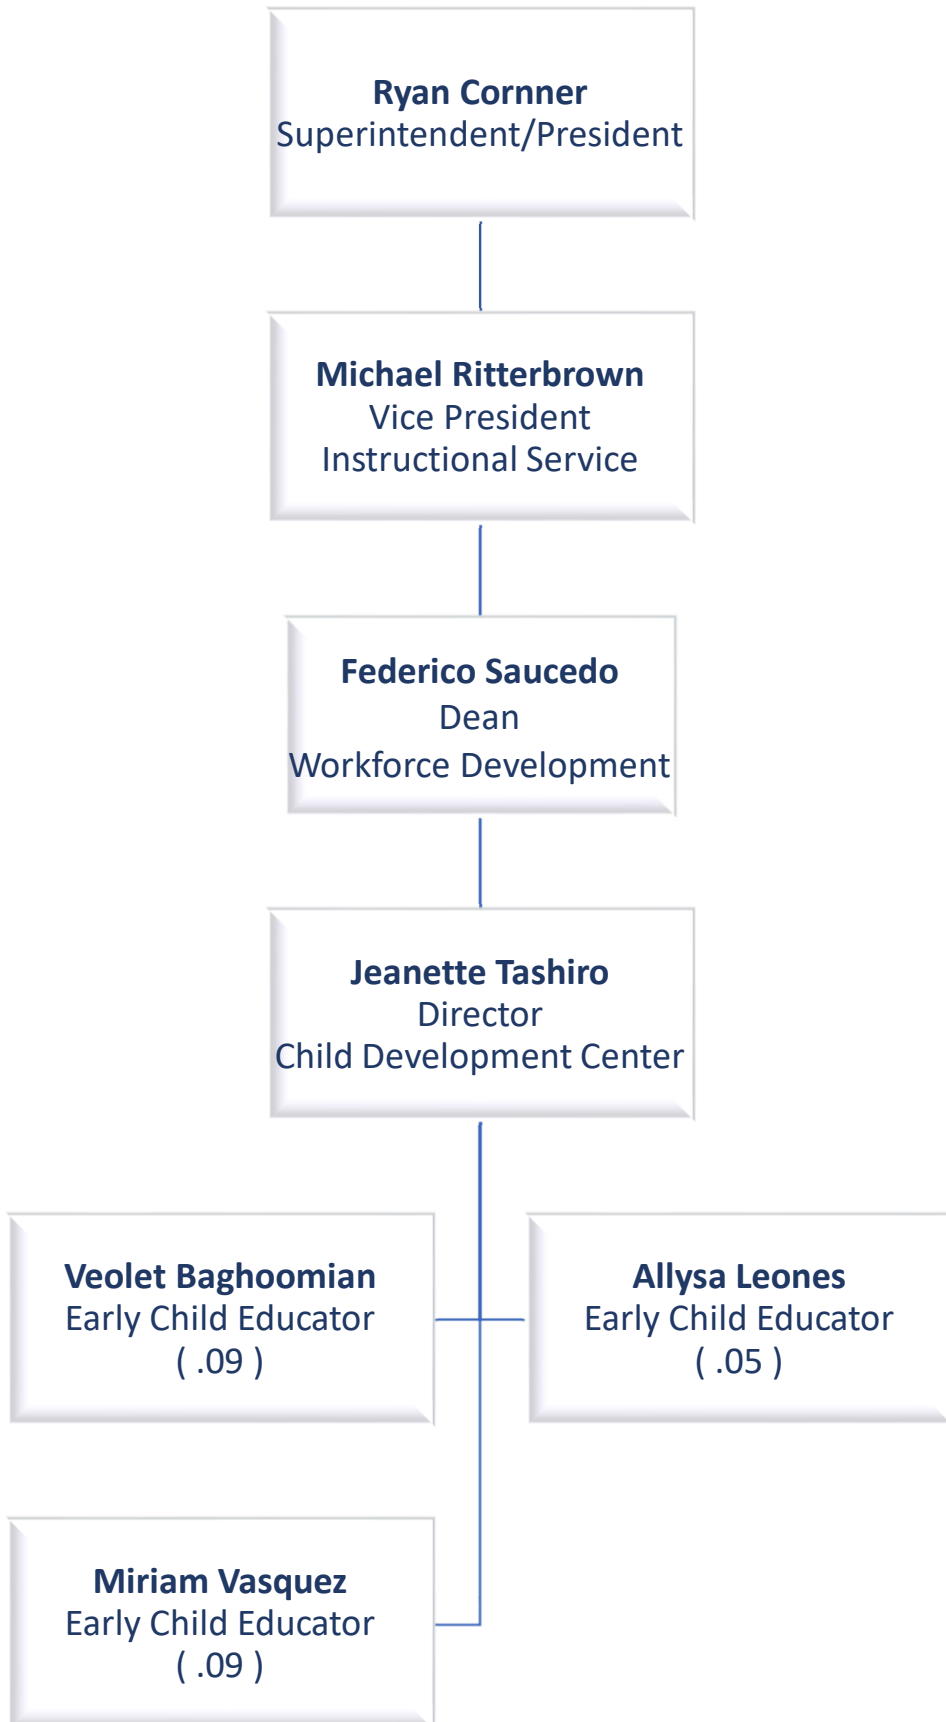 Ryan Cornner
Superintendent/President
Michael Ritterbrown
Vice President
Instructional Service
Federico Saucedo
Dean
Workforce Development
Jeanette Tashiro
Director
Child Development Center
Veolet Baghoomian
Early Child Educator
( .09 )
Allysa Leones
Early Child Educator
( .05 )
Miriam Vasquez
Early Child Educator
( .09 )